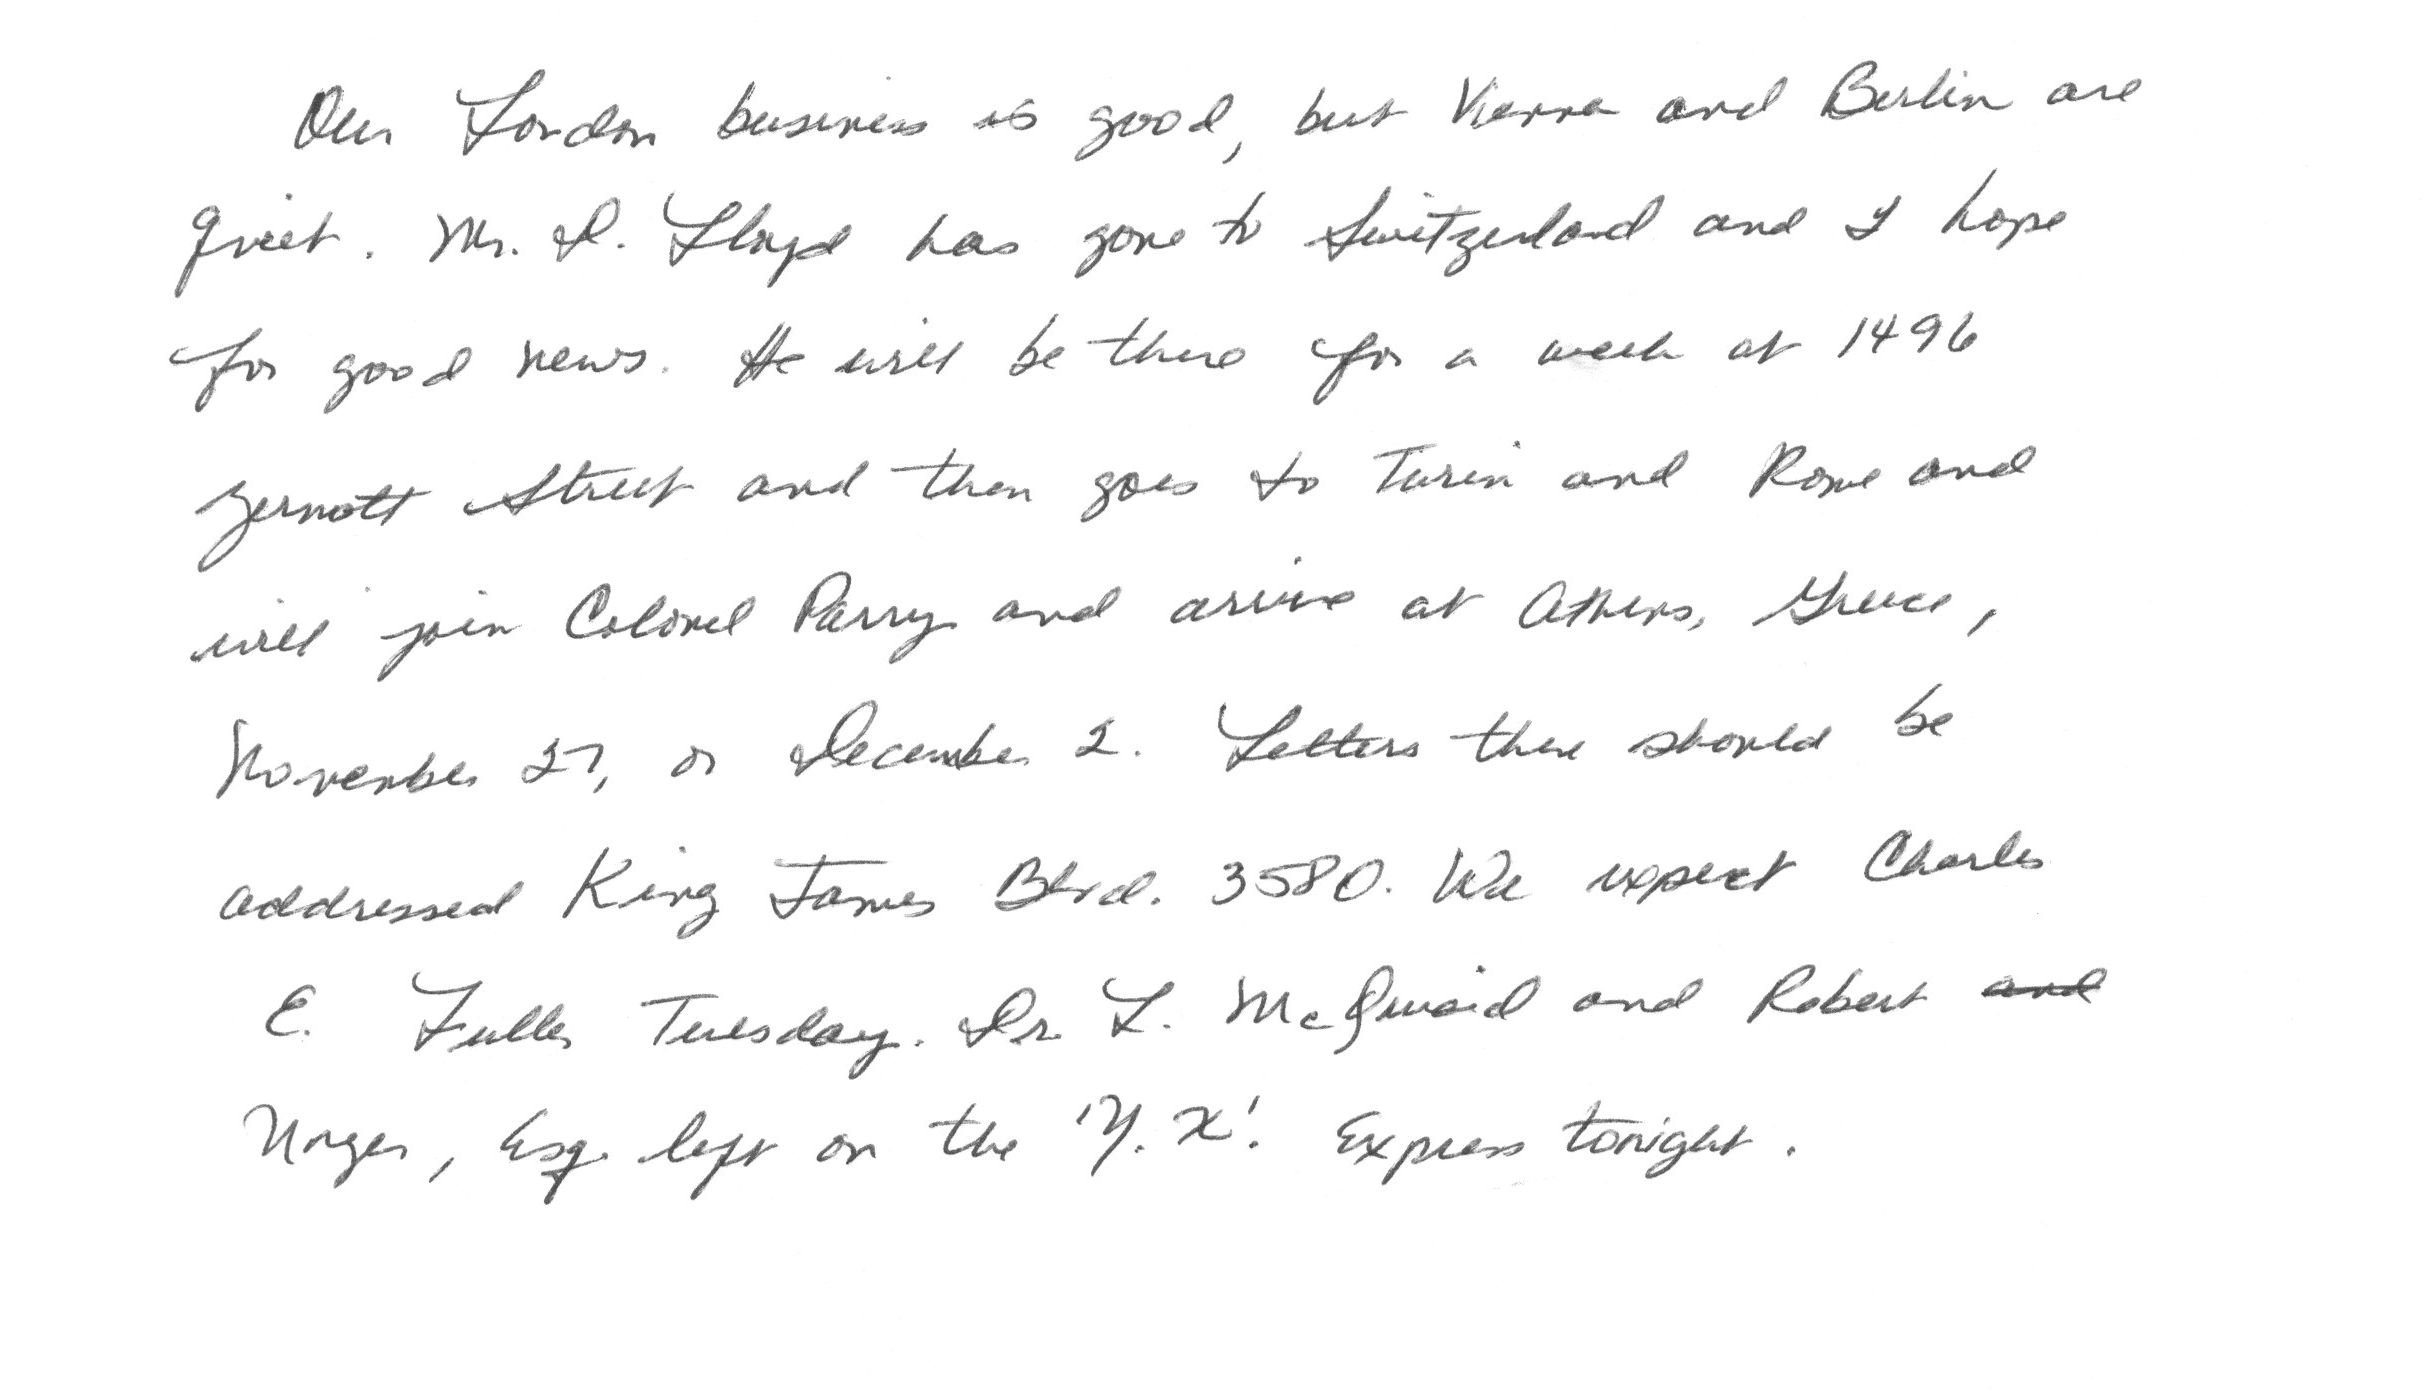 Our London business is good, but Vienna and Berlin are
quiet. Mr. D. Lloyd has gone to Switzerland and I hope
for good news. He will be there for a week at 1496
Zermott Street and then goes to Turin and Rome and
will join Colonel Parry and arrive at Athens, Greece,
November 27, or December 2. Letters there should be
addressed King James Blvd. 3580. We expect Charles
E. Fuller Tuesday. Dr. L. McQuaid and Robert and
Unger, Esq. left on the 'Y. X.' Express tonight.